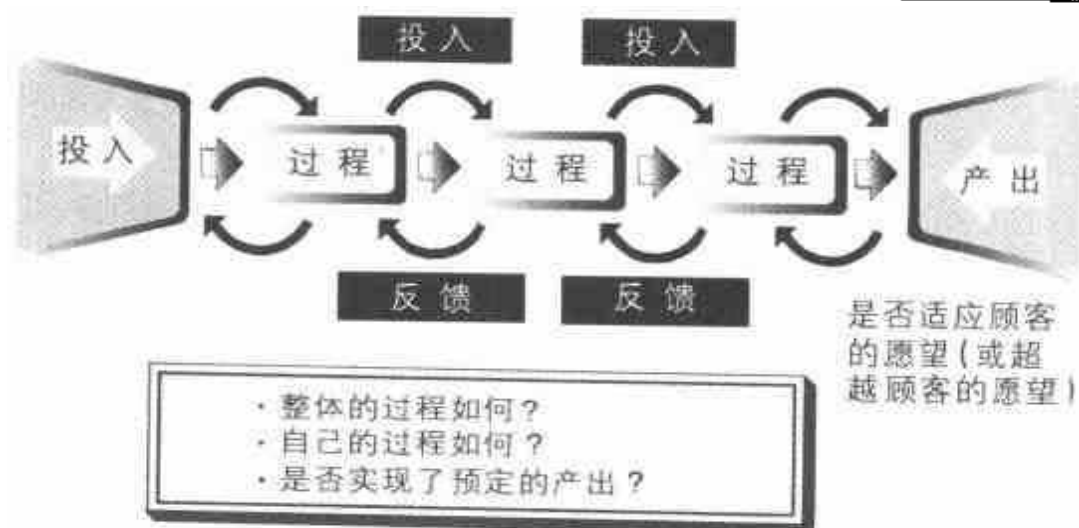 投入 投入
投入 过程 过程 过程 产出
反馈 反馈
是否适应顾客
的愿望(或超
越顾客的愿望)
·整体的过程如何?
·自己的过程如何?
·是否实现了预定的产出?